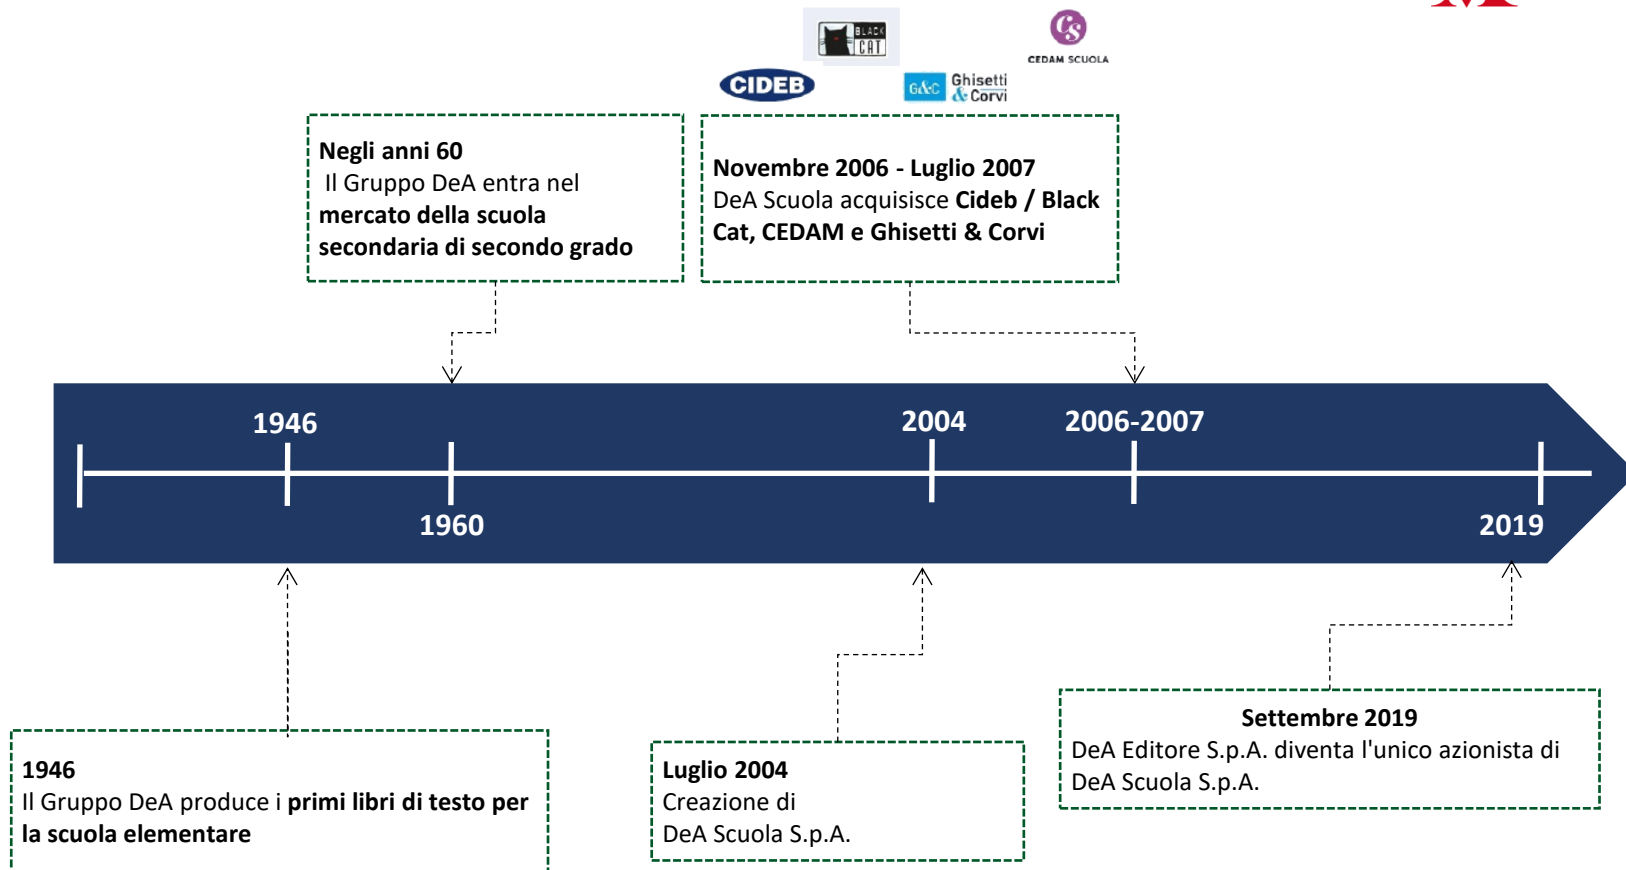 M
BLACK
CAT
CS
CEDAM SCUOLA
CIDEB
G&C
Ghisetti
& Corvi
Negli anni 60
Il Gruppo DeA entra nel
mercato della scuola
secondaria di secondo grado
Novembre 2006 - Luglio 2007
DeA Scuola acquisisce Cideb / Black
Cat, CEDAM e Ghisetti & Corvi
1946
2004
2006-2007
1960
2019
1946
Il Gruppo DeA produce i primi libri di testo per
la scuola elementare
Luglio 2004
Creazione di
DeA Scuola S.p.A.
Settembre 2019
DeA Editore S.p.A. diventa l'unico azionista di
DeA Scuola S.p.A.